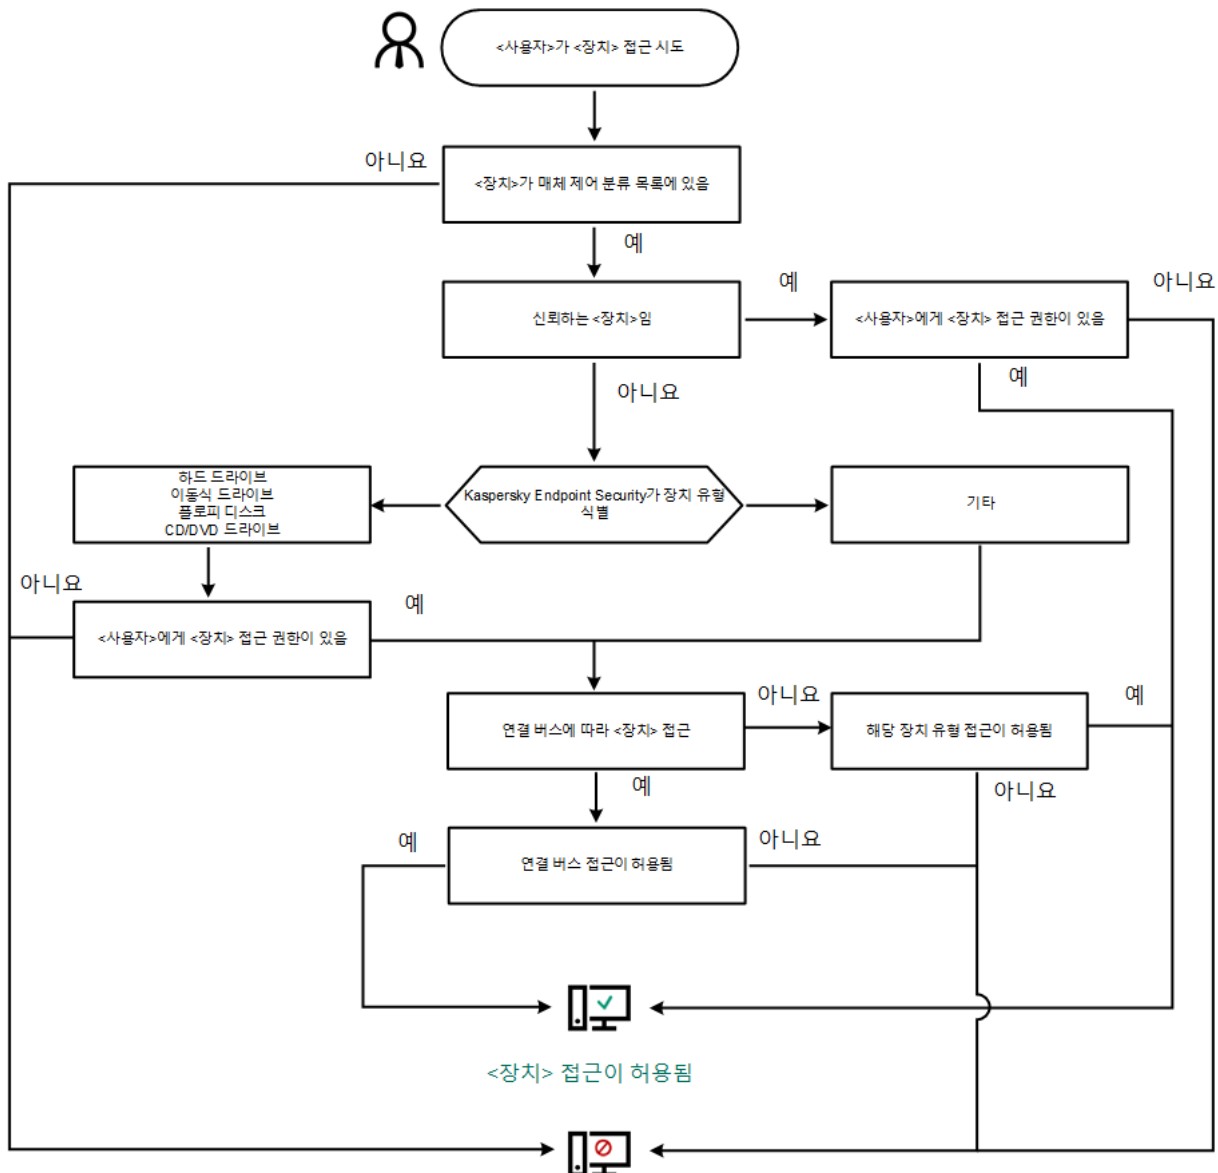 <사용자>가 <장치> 접근 시도
아니요
<장치>가 매체 제어 분류 목록에 있음
예
예
아니요
신뢰하는 <장치>임
<사용자>에게 <장치> 접근 권한이 있음
아니요
예
하드 드라이브
이동식 드라이브
플로피 디스크
CD/DVD 드라이브
Kaspersky Endpoint Security가 장치 유형
식별
기타
아니요
예
<사용자>에게 <장치> 접근 권한이 있음
아니요
예
연결 버스에 따라 <장치> 접근
해당 장치 유형 접근이 허용됨
예
아니요
예
아니요
연결 버스 접근이 허용됨
<장치> 접근이 허용됨